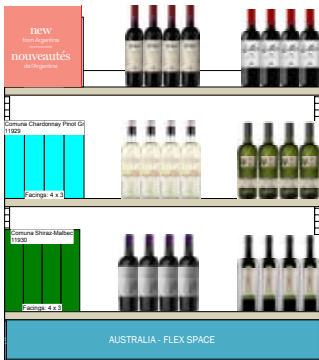 new
from Argentina
nouveautés
de l'Argentine
Comuna Chardonnay Pinot Gr
11929
Facings: 4 x 3
Comuna Shiraz-Malbec
11930
Facings: 4 x 3
AUSTRALIA - FLEX SPACE